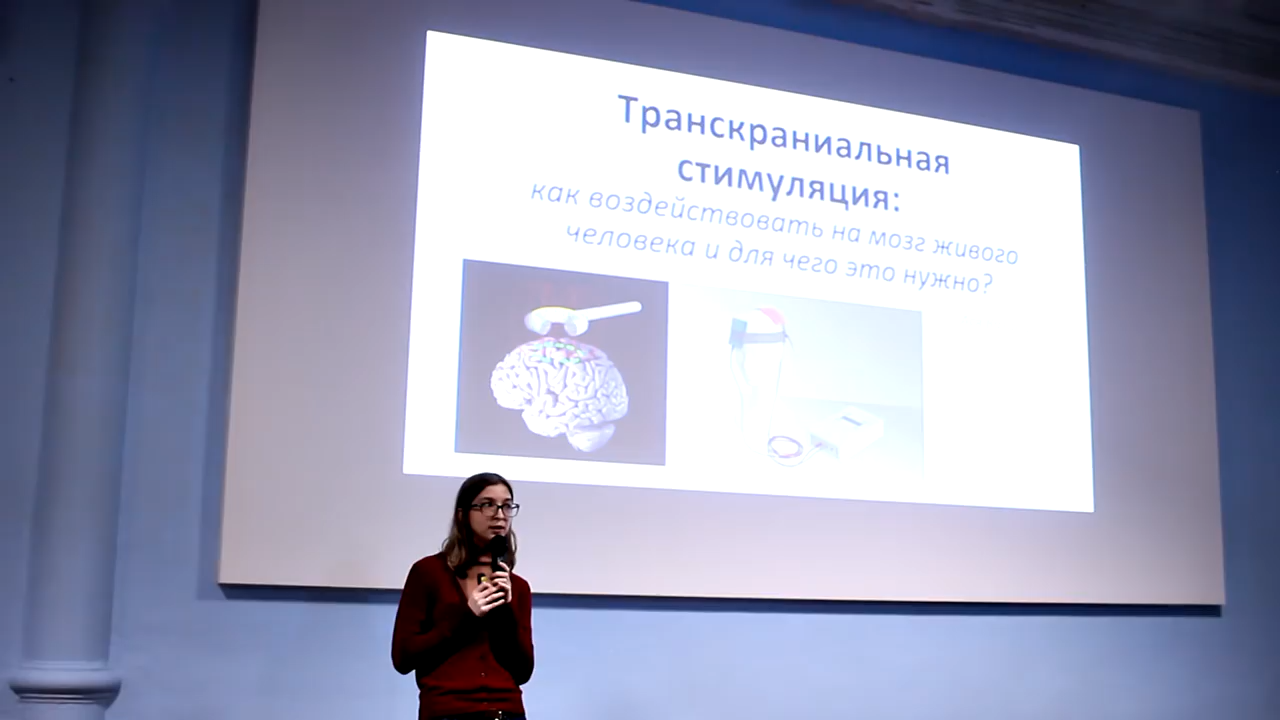 Транскраниальная
стимуляция:
как воздействовать на мозг живого
человека и для чего это нужно?